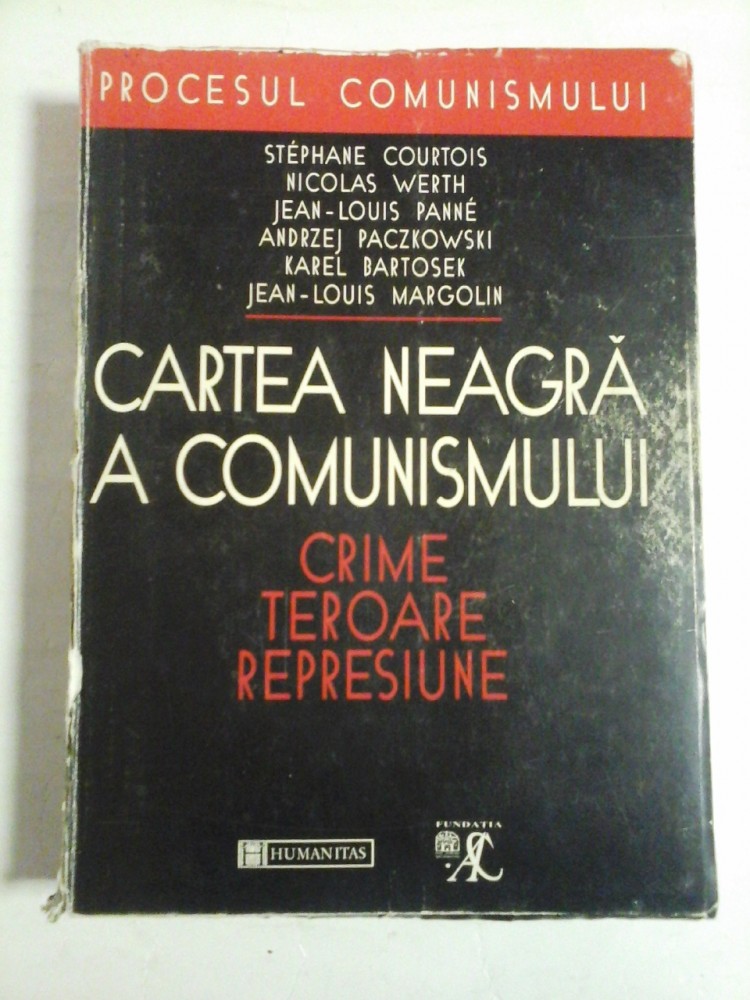 PROCESUL COMUNISMULUI
STÉPHANE COURTOIS
NICOLAS WERTH
JEAN-LOUIS PANNÉ
ANDRZEJ PACZKOWSKI
KAREL BARTOSEK
JEAN-LOUIS MARGOLIN
CARTEA NEAGRĂ
A COMUNISMULUI
CRIME
TEROARE
REPRESIUNE
HUMANITAS
FUNDATIA
AC